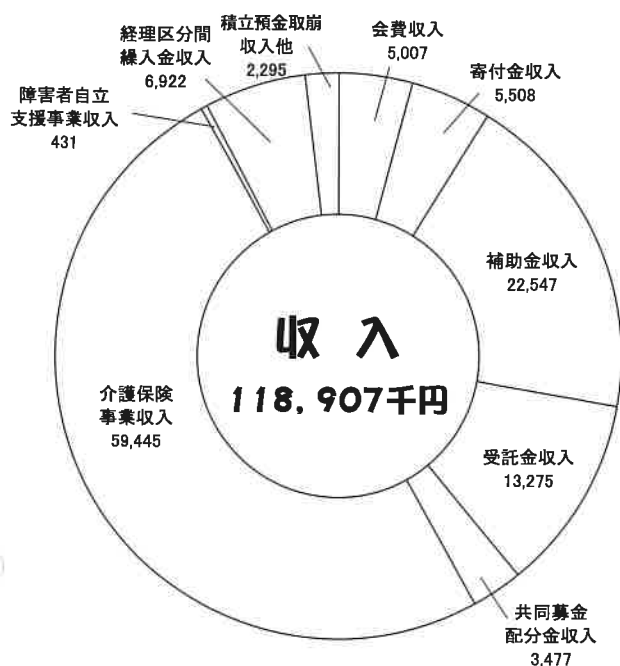 会費収入
5,007
寄付金収入
5,508
補助金収入
22,547
受託金収入
13,275
共同募金
配分金収入
3,477
介護保険
事業収入
59,445
障害者自立
支援事業収入
431
経理区分間
繰入金収入
6,922
積立預金取崩
収入他
2,295
収 入
118,907千円